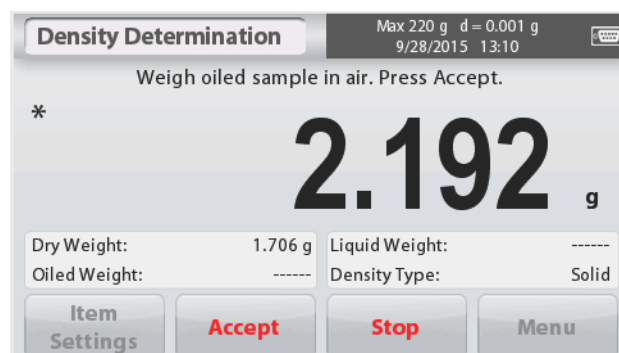 Density Determination
Max 220 g d = 0.001 g
9/28/2015 13:10
Weigh oiled sample in air. Press Accept.
*
2.192 g
Dry Weight: 1.706 g Liquid Weight: ------
Oiled Weight: ------ Density Type: Solid
Item Settings Accept Stop Menu